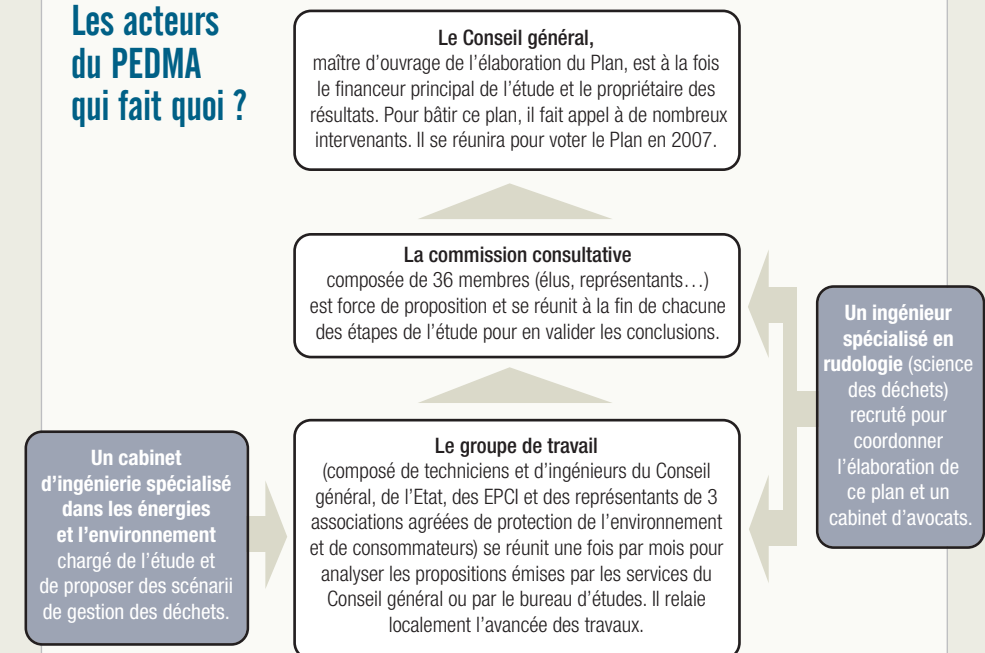 Les acteurs
du PEDMA
qui fait quoi ?
Le Conseil général,
maître d’ouvrage de l’élaboration du Plan, est à la fois
le financeur principal de l’étude et le propriétaire des
résultats. Pour bâtir ce plan, il fait appel à de nombreux
intervenants. Il se réunira pour voter le Plan en 2007.
La commission consultative
composée de 36 membres (élus, représentants…)
est force de proposition et se réunit à la fin de chacune
des étapes de l’étude pour en valider les conclusions.
Un ingénieur
spécialisé en
rudologie (science
des déchets)
recruté pour
coordonner
l’élaboration de
ce plan et un
cabinet d’avocats.
Un cabinet
d’ingénierie spécialisé
dans les énergies
et l’environnement
chargé de l’étude et
de proposer des scénarii
de gestion des déchets.
Le groupe de travail
(composé de techniciens et d’ingénieurs du Conseil
général, de l’Etat, des EPCI et des représentants de 3
associations agréées de protection de l’environnement
et de consommateurs) se réunit une fois par mois pour
analyser les propositions émises par les services du
Conseil général ou par le bureau d’études. Il relaie
localement l’avancée des travaux.